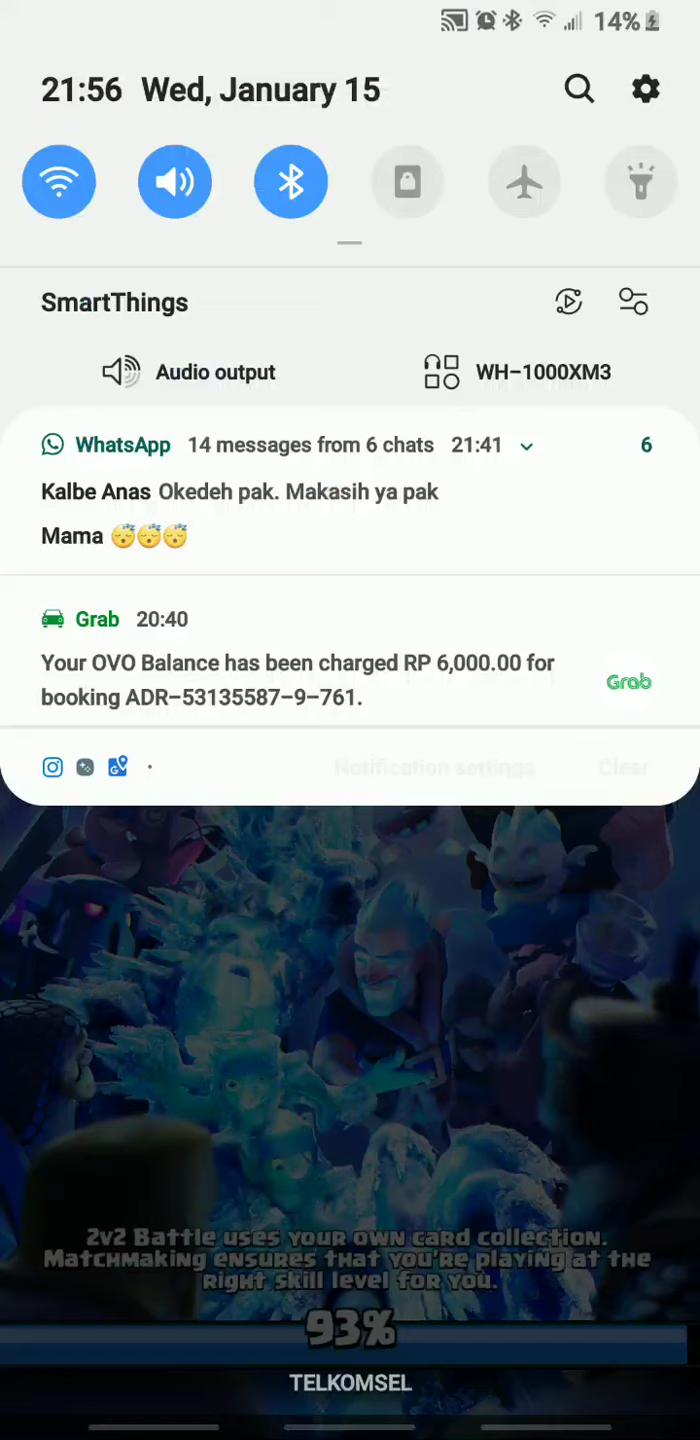 14%
21:56 Wed, January 15
SmartThings
Audio output
WH-1000XM3
WhatsApp 14 messages from 6 chats 21:41 6
Kalbe Anas Okedeh pak. Makasih ya pak
Mama 😴😴😴
Grab 20:40
Your OVO Balance has been charged RP 6,000.00 for
booking ADR-53135587-9-761.
Grab
Notification settings Clear
2v2 Battle uses your own card collection.
Matchmaking ensures that you're playing at the
right skill level for you.
93%
TELKOMSEL